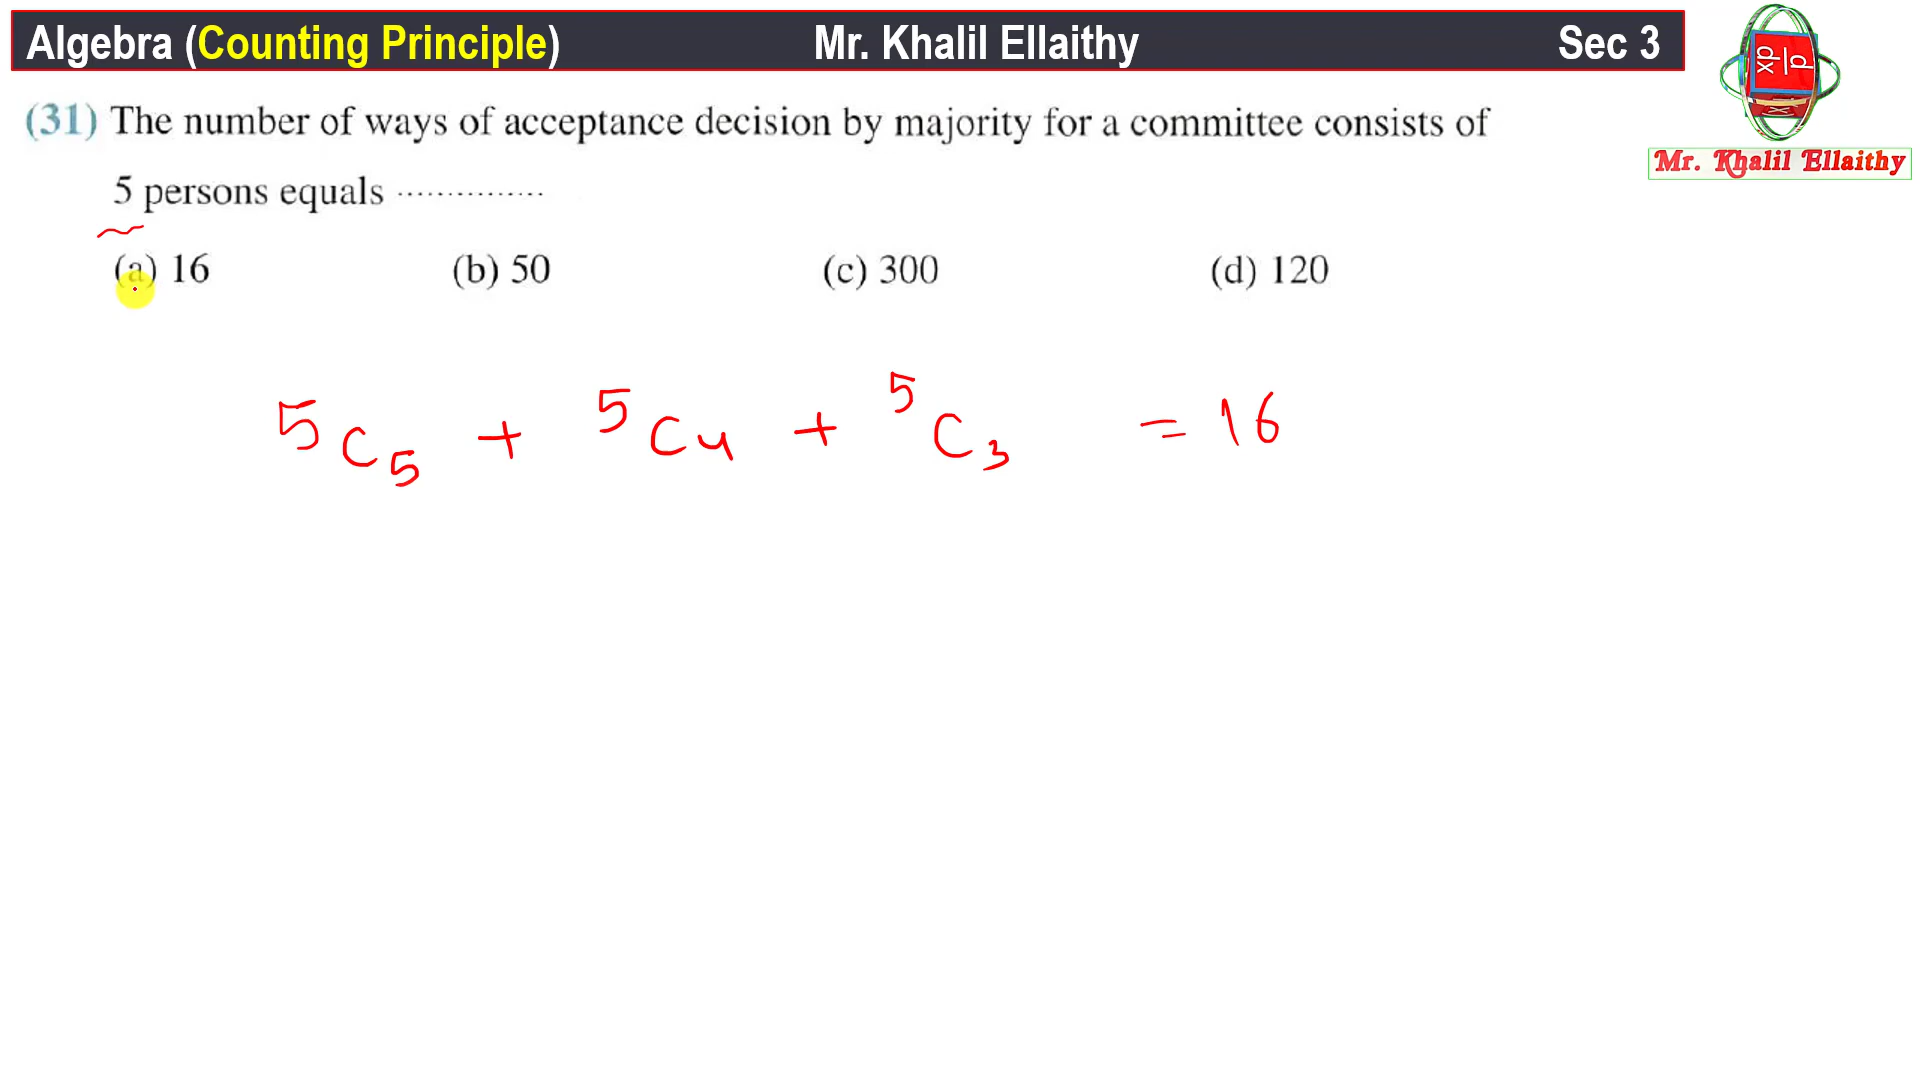 Algebra (Counting Principle) Mr. Khalil Ellaithy Sec 3
d
dx
Mr. Khalil Ellaithy
(31) The number of ways of acceptance decision by majority for a committee consists of
5 persons equals ...............
(a) 16 (b) 50 (c) 300 (d) 120
⁵C₅ + ⁵C₄ + ⁵C₃ = 16